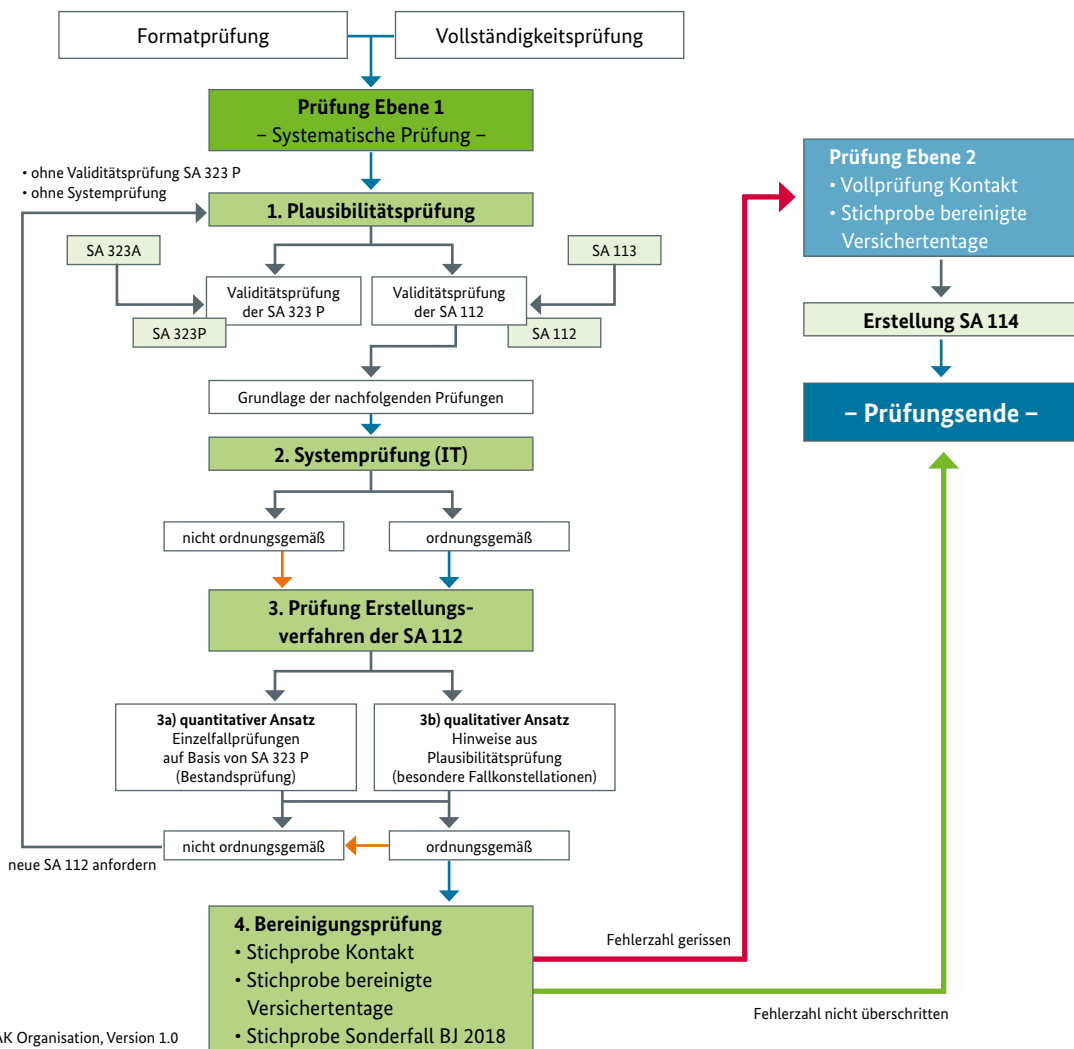 Formatprüfung
Vollständigkeitsprüfung
Prüfung Ebene 1
– Systematische Prüfung –
• ohne Validitätsprüfung SA 323 P
• ohne Systemprüfung
1. Plausibilitätsprüfung
SA 323A
SA 113
Validitätsprüfung
der SA 323 P
Validitätsprüfung
der SA 112
SA 323P
SA 112
Grundlage der nachfolgenden Prüfungen
2. Systemprüfung (IT)
nicht ordnungsgemäß
ordnungsgemäß
3. Prüfung Erstellungs-
verfahren der SA 112
3a) quantitativer Ansatz
Einzelfallprüfungen
auf Basis von SA 323 P
(Bestandsprüfung)
3b) qualitativer Ansatz
Hinweise aus
Plausibilitätsprüfung
(besondere Fallkonstellationen)
nicht ordnungsgemäß
ordnungsgemäß
neue SA 112 anfordern
4. Bereinigungsprüfung
• Stichprobe Kontakt
• Stichprobe bereinigte
Versichertentage
• Stichprobe Sonderfall BJ 2018
Fehlerzahl gerissen
Fehlerzahl nicht überschritten
Prüfung Ebene 2
• Vollprüfung Kontakt
• Stichprobe bereinigte
Versichertentage
Erstellung SA 114
– Prüfungsende –
AK Organisation, Version 1.0